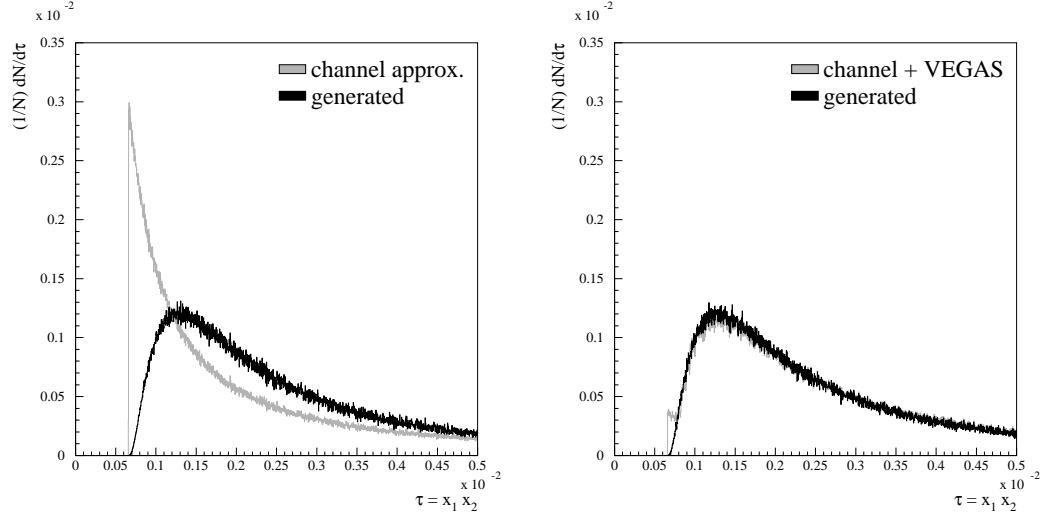 x 10 -2
(1/N) dN/dτ
0.35
0.3
0.25
0.2
0.15
0.1
0.05
0
channel approx.
generated
0 0.05 0.1 0.15 0.2 0.25 0.3 0.35 0.4 0.45 0.5
x 10 -2
τ = x1 x2
x 10 -2
(1/N) dN/dτ
0.35
0.3
0.25
0.2
0.15
0.1
0.05
0
channel + VEGAS
generated
0 0.05 0.1 0.15 0.2 0.25 0.3 0.35 0.4 0.45 0.5
x 10 -2
τ = x1 x2